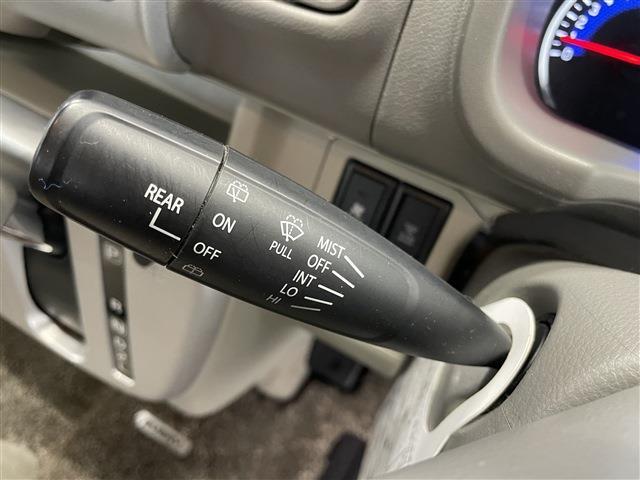 REAR
ON
OFF
PULL
MIST
OFF
INT
LO
HI